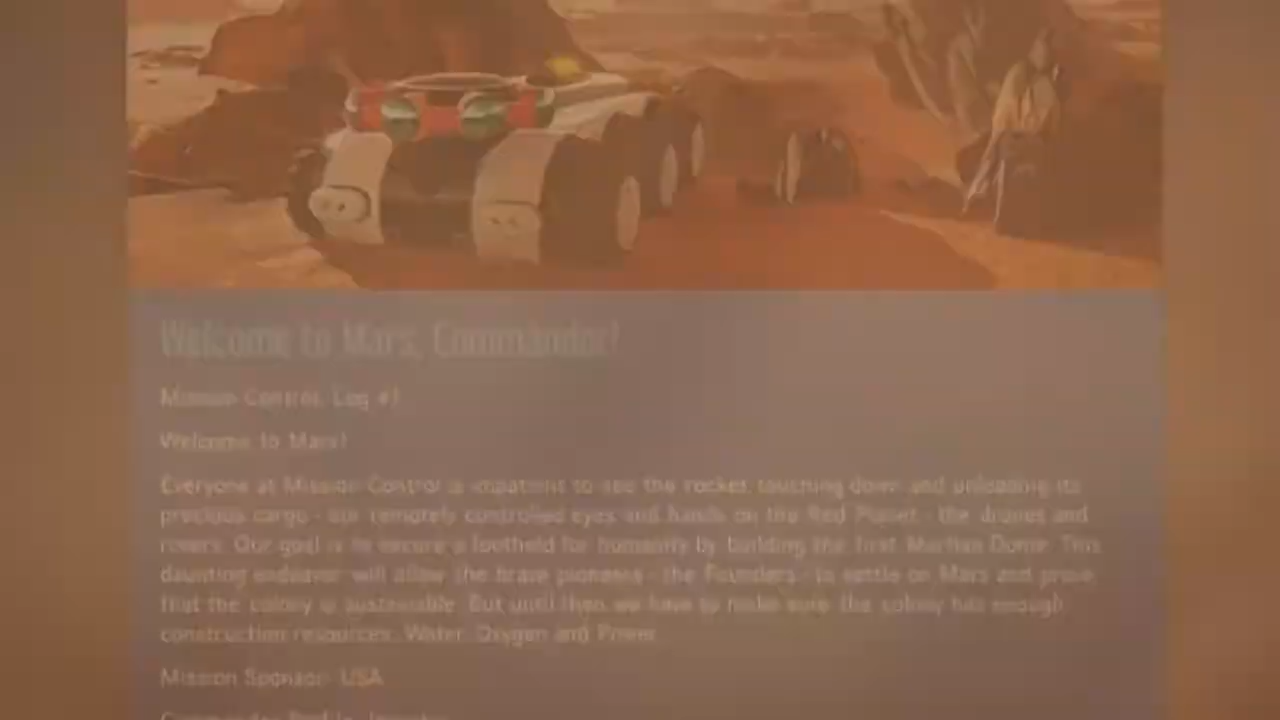 Welcome to Mars, Commander!
Mission Control Log #1
Welcome to Mars!
Everyone at Mission Control is impatient to see the rocket touching down and unloading its
precious cargo - our remotely controlled eyes and hands on the Red Planet - the drones and
rovers. Our goal is to secure a foothold for humanity by building the first Martian Dome. This
daunting endeavor will allow the brave pioneers - the Founders - to settle on Mars and prove
that the colony is sustainable. But until then we have to make sure the colony has enough
construction resources, Water, Oxygen and Power.
Mission Sponsor: USA
Commander Profile: